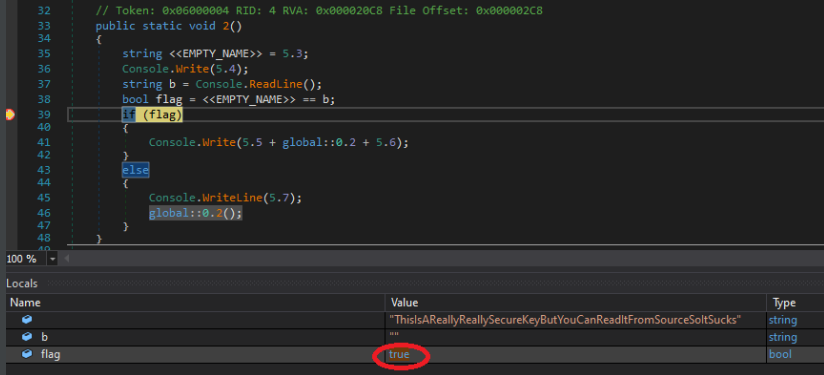 32 // Token: 0x06000004 RID: 4 RVA: 0x000020C8 File Offset: 0x000002C8
33 public static void 2()
34 {
35 string <<EMPTY_NAME>> = 5.3;
36 Console.Write(5.4);
37 string b = Console.ReadLine();
38 bool flag = <<EMPTY_NAME>> == b;
39 if (flag)
40 {
41 Console.Write(5.5 + global::0.2 + 5.6);
42 }
43 else
44 {
45 Console.WriteLine(5.7);
46 global::0.2();
47 }
48 }
49
100 %
Locals
Name Value Type
"ThisIsAReallyReallySecureKeyButYouCanReadItFromSourceSoItSucks" string
b "" string
flag true bool